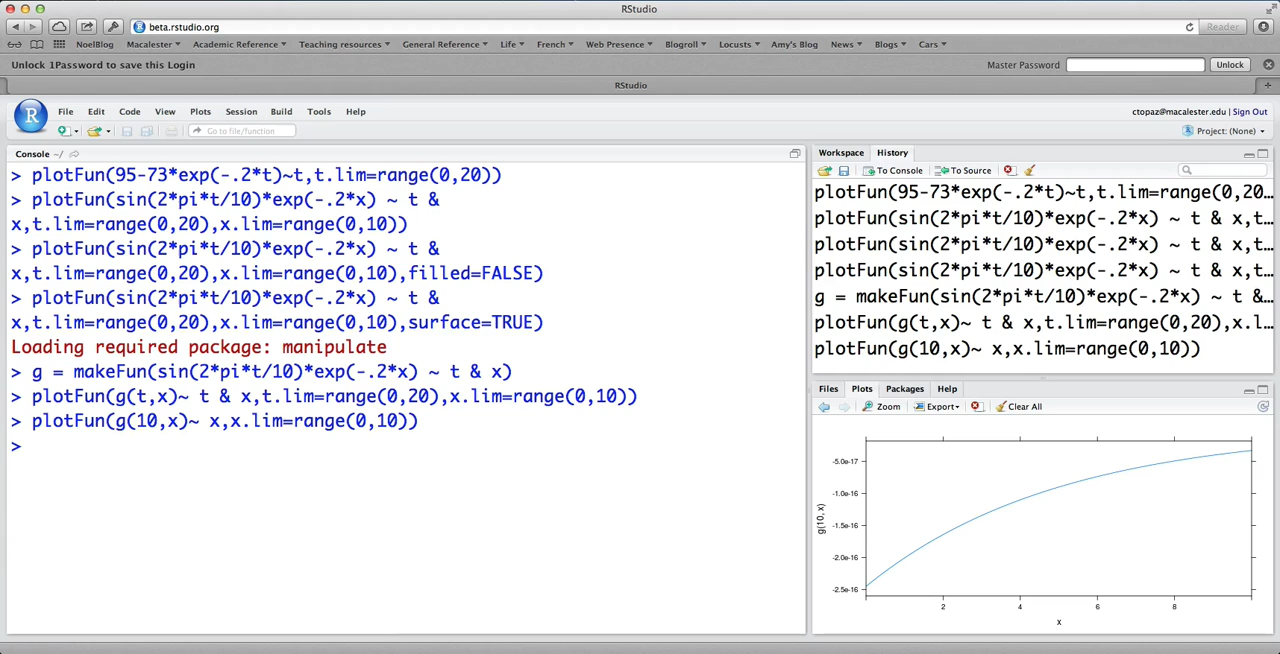 RStudio
beta.rstudio.org
Reader
NoelBlog Macalester Academic Reference Teaching resources General Reference Life French Web Presence Blogroll Locusts Amy's Blog News Blogs Cars
Unlock 1Password to save this Login
Master Password
Unlock
RStudio
R
File Edit Code View Plots Session Build Tools Help
ctopaz@macalester.edu | Sign Out
Go to file/function
Project: (None)
Console ~/
> plotFun(95-73*exp(-.2*t)~t,t.lim=range(0,20))
> plotFun(sin(2*pi*t/10)*exp(-.2*x) ~ t &
x,t.lim=range(0,20),x.lim=range(0,10))
> plotFun(sin(2*pi*t/10)*exp(-.2*x) ~ t &
x,t.lim=range(0,20),x.lim=range(0,10),filled=FALSE)
> plotFun(sin(2*pi*t/10)*exp(-.2*x) ~ t &
x,t.lim=range(0,20),x.lim=range(0,10),surface=TRUE)
Loading required package: manipulate
> g = makeFun(sin(2*pi*t/10)*exp(-.2*x) ~ t & x)
> plotFun(g(t,x)~ t & x,t.lim=range(0,20),x.lim=range(0,10))
> plotFun(g(10,x)~ x,x.lim=range(0,10))
>
Workspace History
To Console To Source
plotFun(95-73*exp(-.2*t)~t,t.lim=range(0,20…
plotFun(sin(2*pi*t/10)*exp(-.2*x) ~ t & x,t…
plotFun(sin(2*pi*t/10)*exp(-.2*x) ~ t & x,t…
plotFun(sin(2*pi*t/10)*exp(-.2*x) ~ t & x,t…
g = makeFun(sin(2*pi*t/10)*exp(-.2*x) ~ t &…
plotFun(g(t,x)~ t & x,t.lim=range(0,20),x.l…
plotFun(g(10,x)~ x,x.lim=range(0,10))
Files Plots Packages Help
Zoom Export Clear All
-5.0e-17
-1.0e-16
-1.5e-16
-2.0e-16
-2.5e-16
g(10, x)
2 4 6 8
x